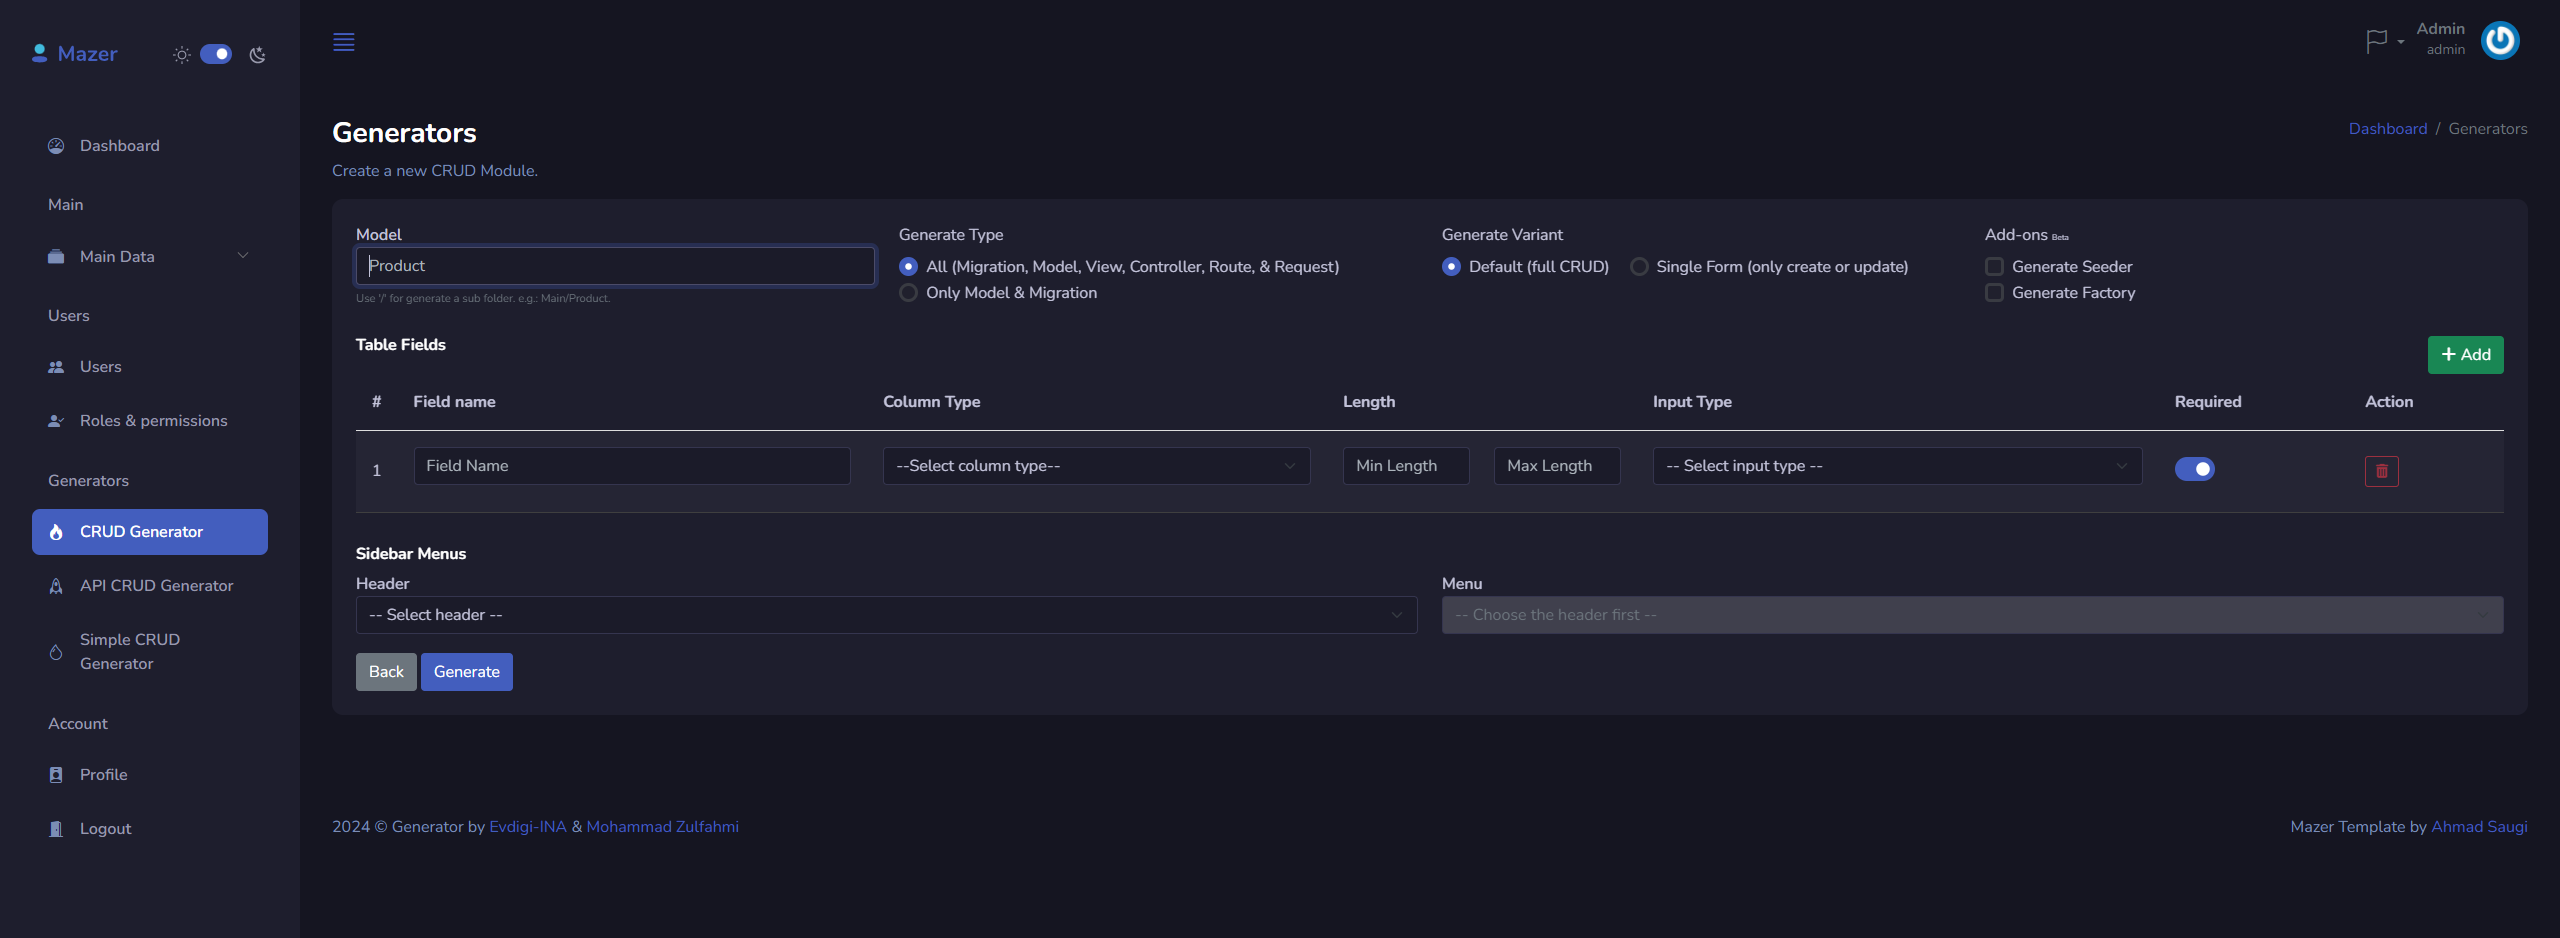 Mazer
Admin
admin
Dashboard
Main
Main Data
Users
Users
Roles & permissions
Generators
CRUD Generator
API CRUD Generator
Simple CRUD
Generator
Account
Profile
Logout
Generators
Dashboard / Generators
Create a new CRUD Module.
Model
Product
Use '/' for generate a sub folder. e.g.: Main/Product.
Generate Type
All (Migration, Model, View, Controller, Route, & Request)
Only Model & Migration
Generate Variant
Default (full CRUD) Single Form (only create or update)
Add-ons Beta
Generate Seeder
Generate Factory
Table Fields
Add
# Field name Column Type Length Input Type Required Action
1 Field Name --Select column type-- Min Length Max Length -- Select input type --
Sidebar Menus
Header
-- Select header --
Menu
-- Choose the header first --
Back Generate
2024 © Generator by Evdigi-INA & Mohammad Zulfahmi
Mazer Template by Ahmad Saugi